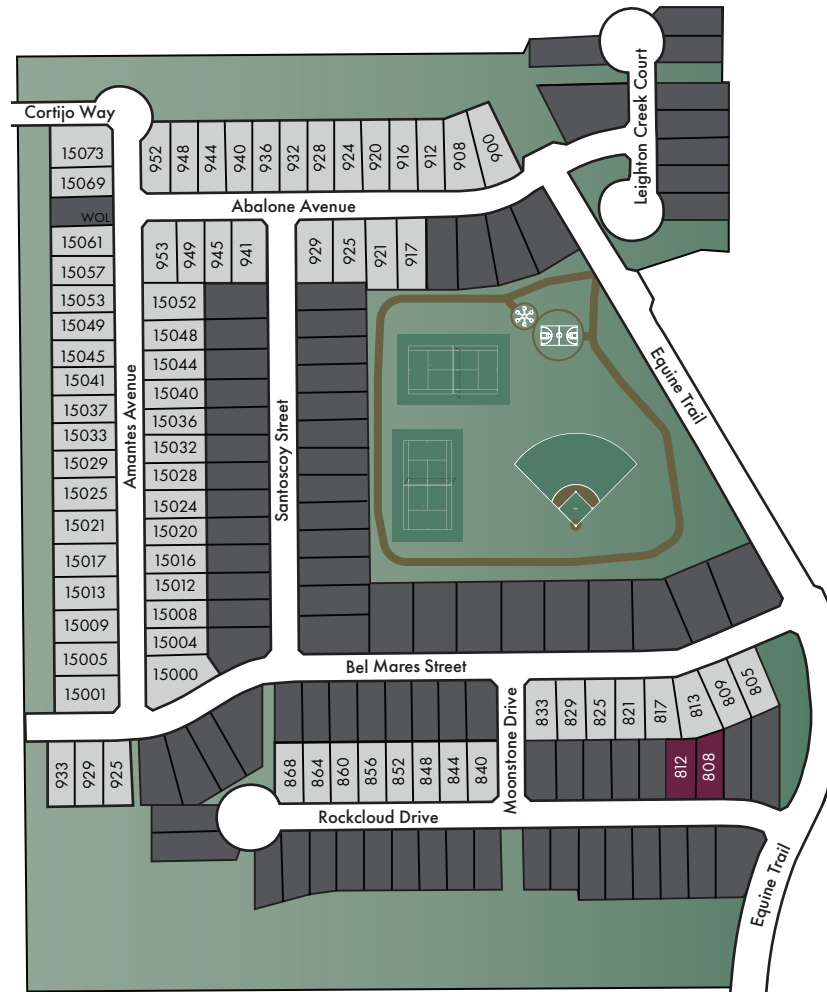 Leighton Creek Court
Cortijo Way
952 948 944 940 936 932 928 924 920 916 912 908 900
15073
15069
WOL
15061
15057
15053
15049
15045
15041
15037
15033
15029
15025
15021
15017
15013
15009
15005
15001
Abalone Avenue
953 949 945 941
929 925 921 917
Amantes Avenue
15052
15048
15044
15040
15036
15032
15028
15024
15020
15016
15012
15008
15004
15000
Santoscoy Street
Equine Trail
Bel Mares Street
933 929 925
868 864 860 856 852 848 844 840
Moonstone Drive
833 829 825 821 817 813 809 805
812 808
Rockcloud Drive
Equine Trail